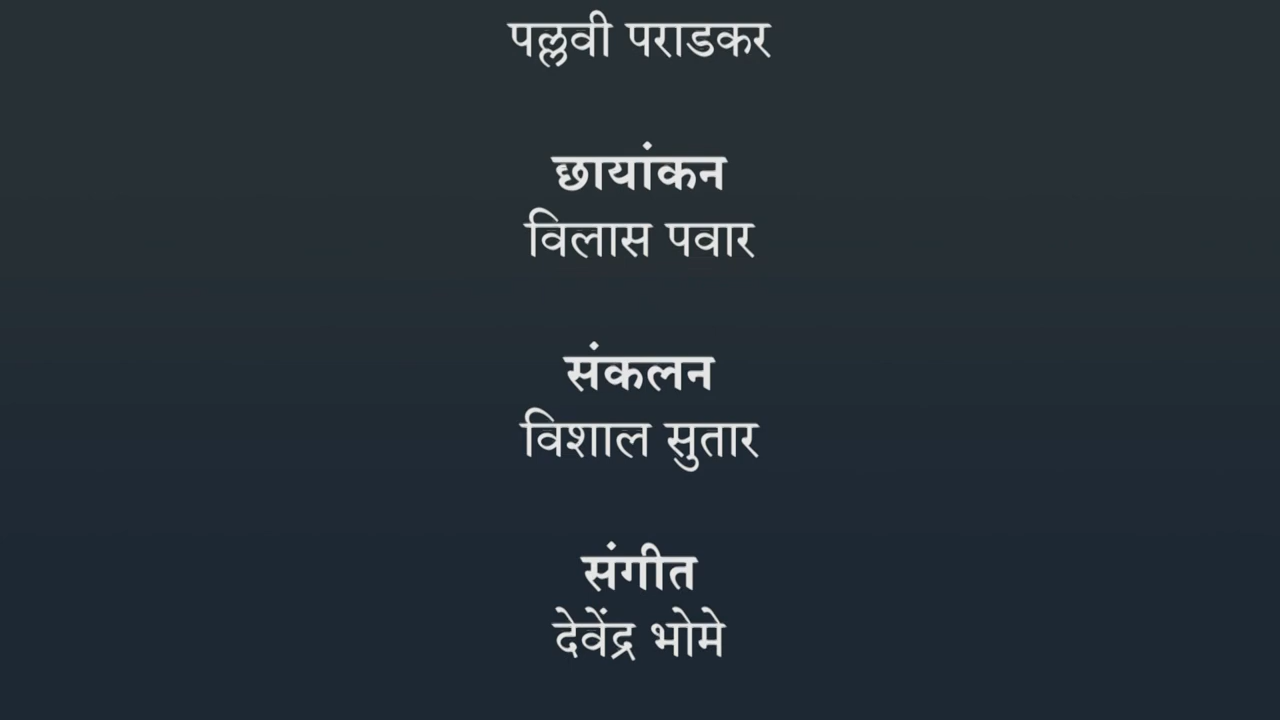 पल्लवी पराडकर
छायांकन
विलास पवार
संकलन
विशाल सुतार
संगीत
देवेंद्र भोमे